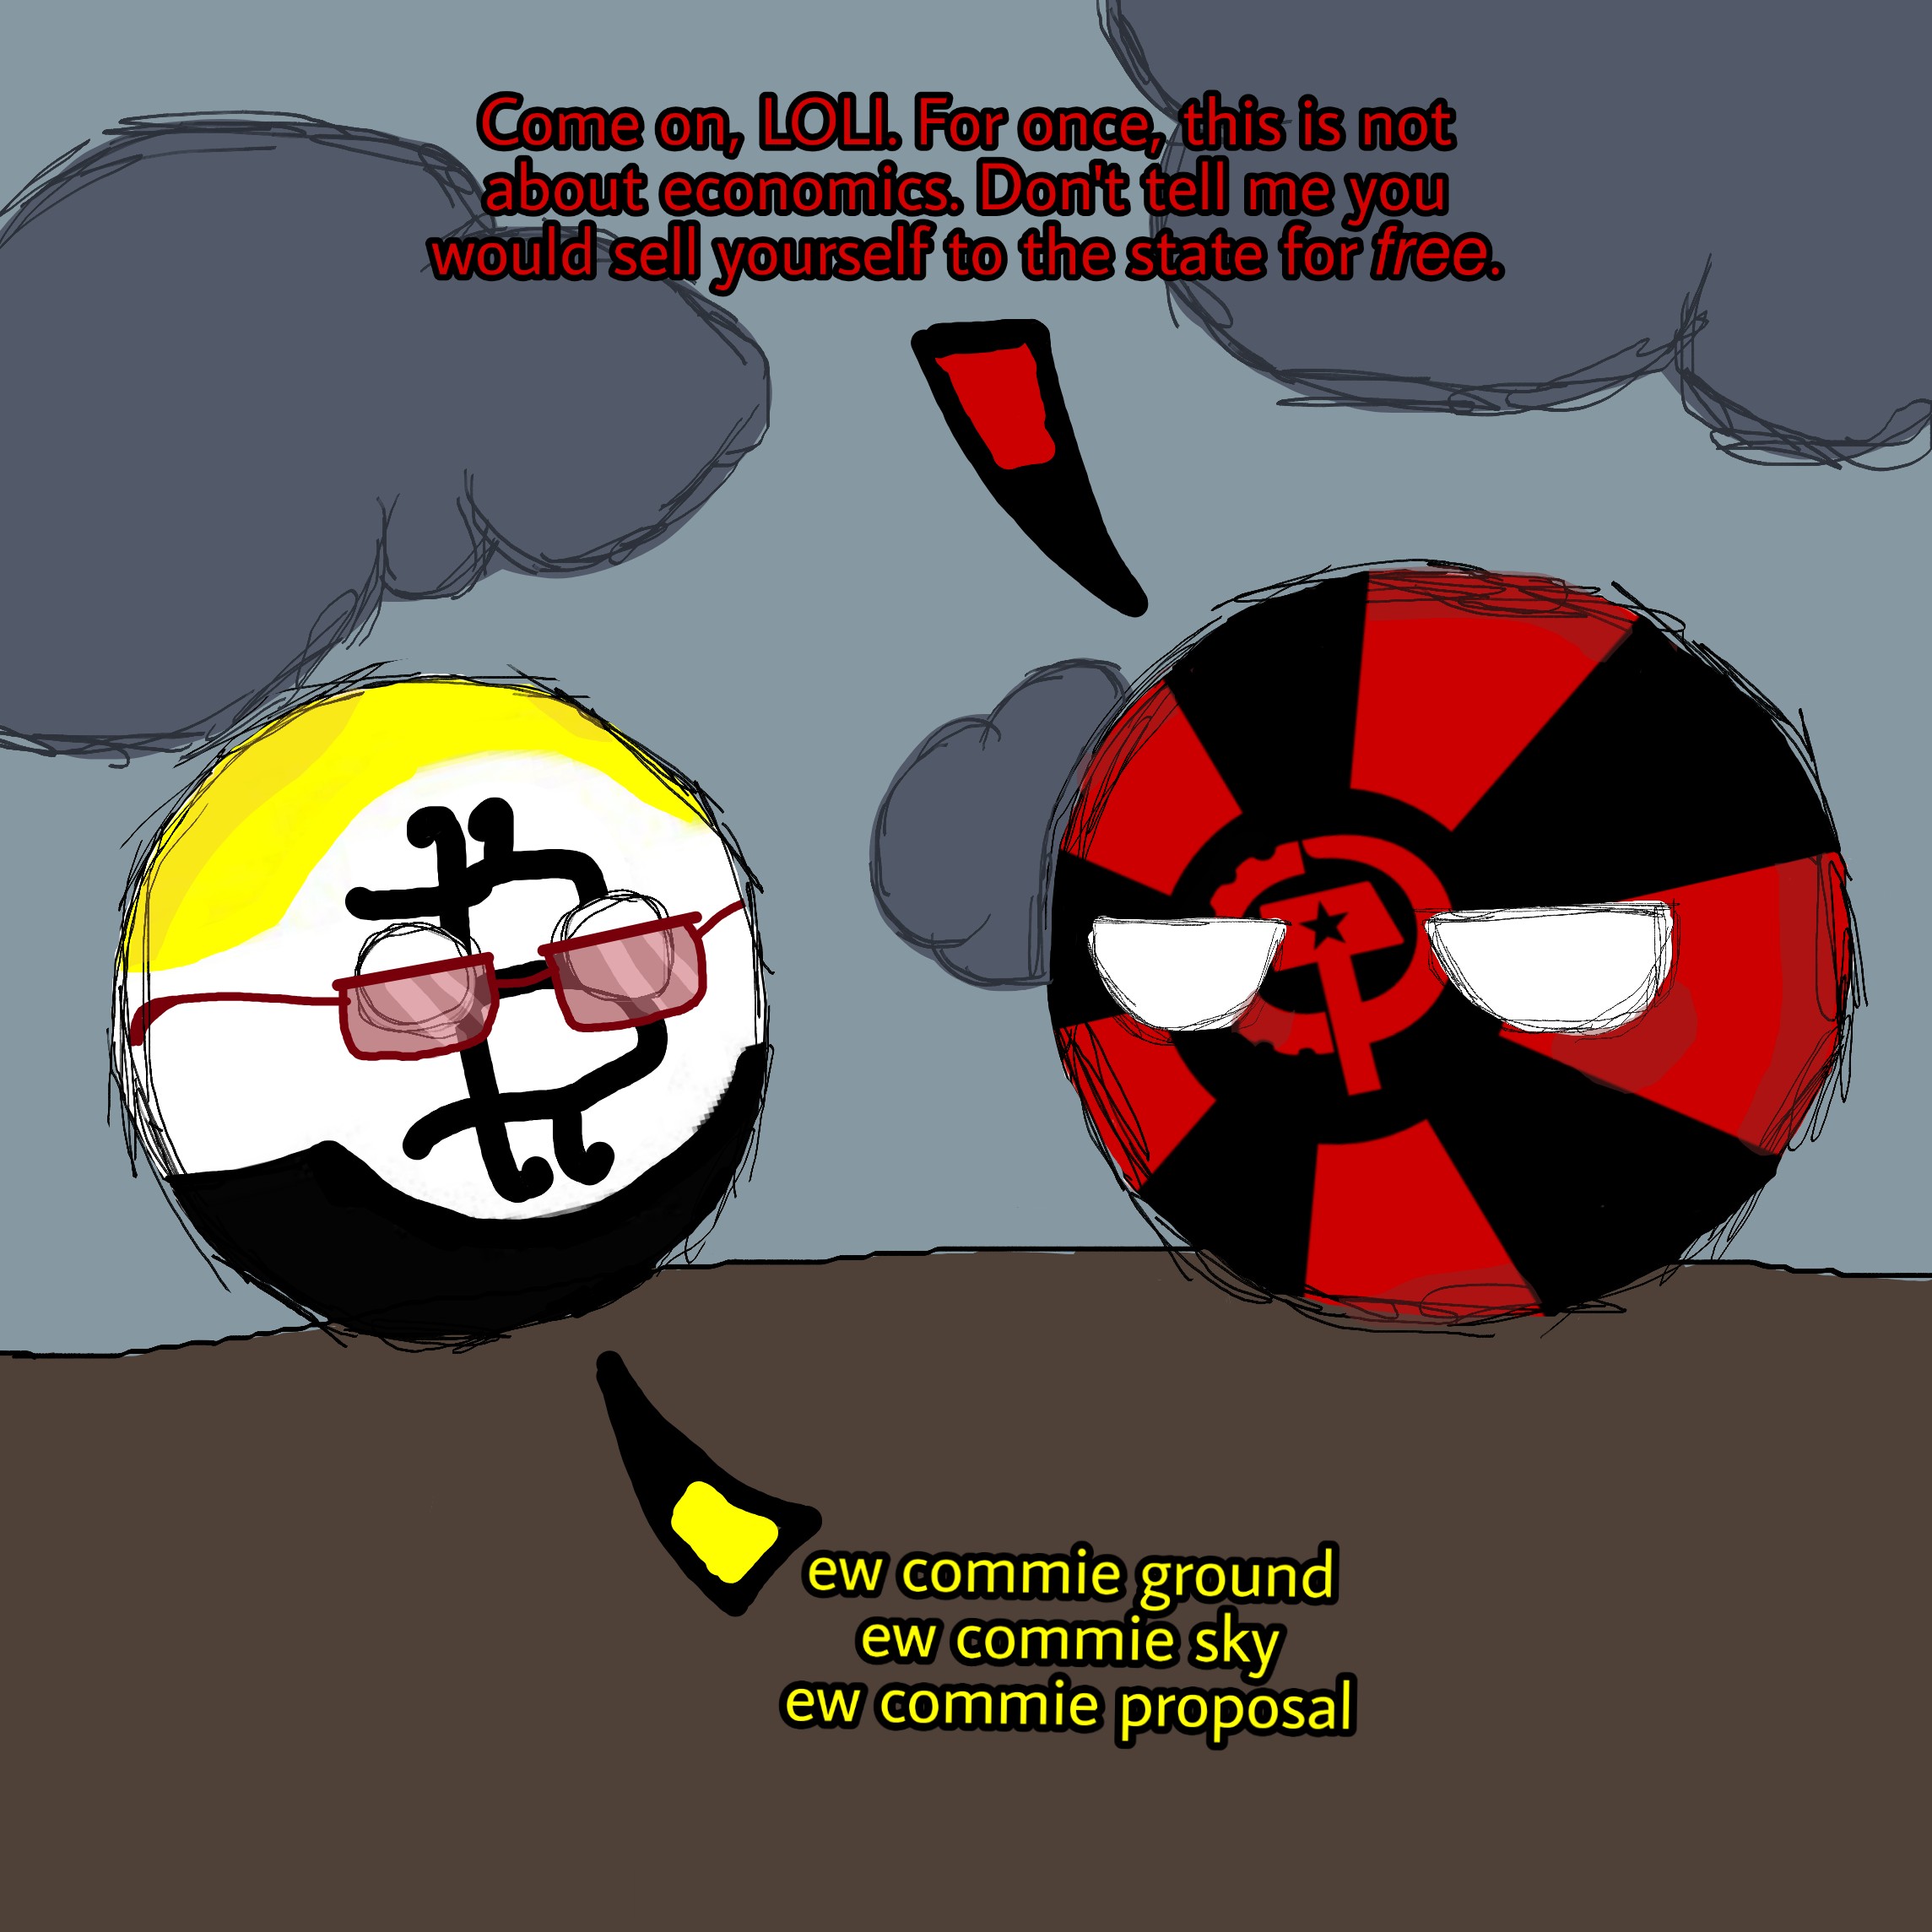 Come on, LOLI. For once, this is not
about economics. Don't tell me you
would sell yourself to the state for free.
ew commie ground
ew commie sky
ew commie proposal